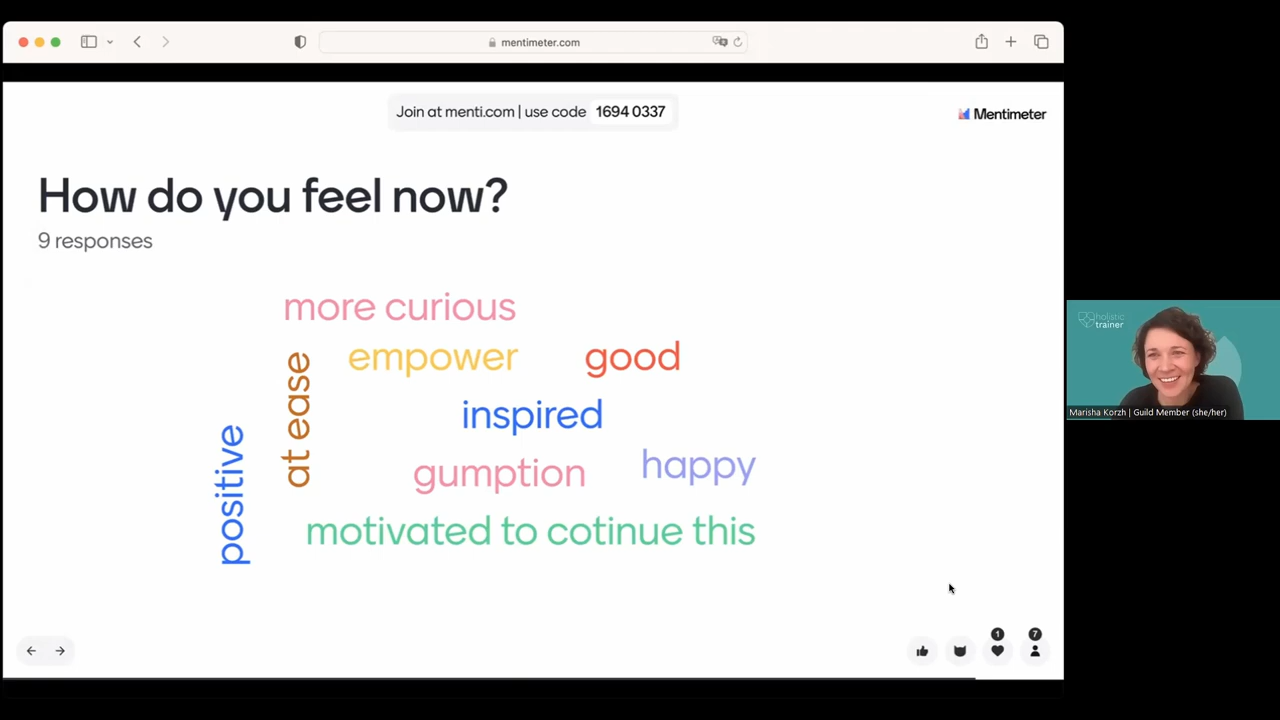 mentimeter.com
Join at menti.com | use code 1694 0337
Mentimeter
How do you feel now?
9 responses
more curious
empower
good
at ease
inspired
positive
gumption
happy
motivated to cotinue this
1
7
holistic
trainer
Marisha Korzh | Guild Member (she/her)